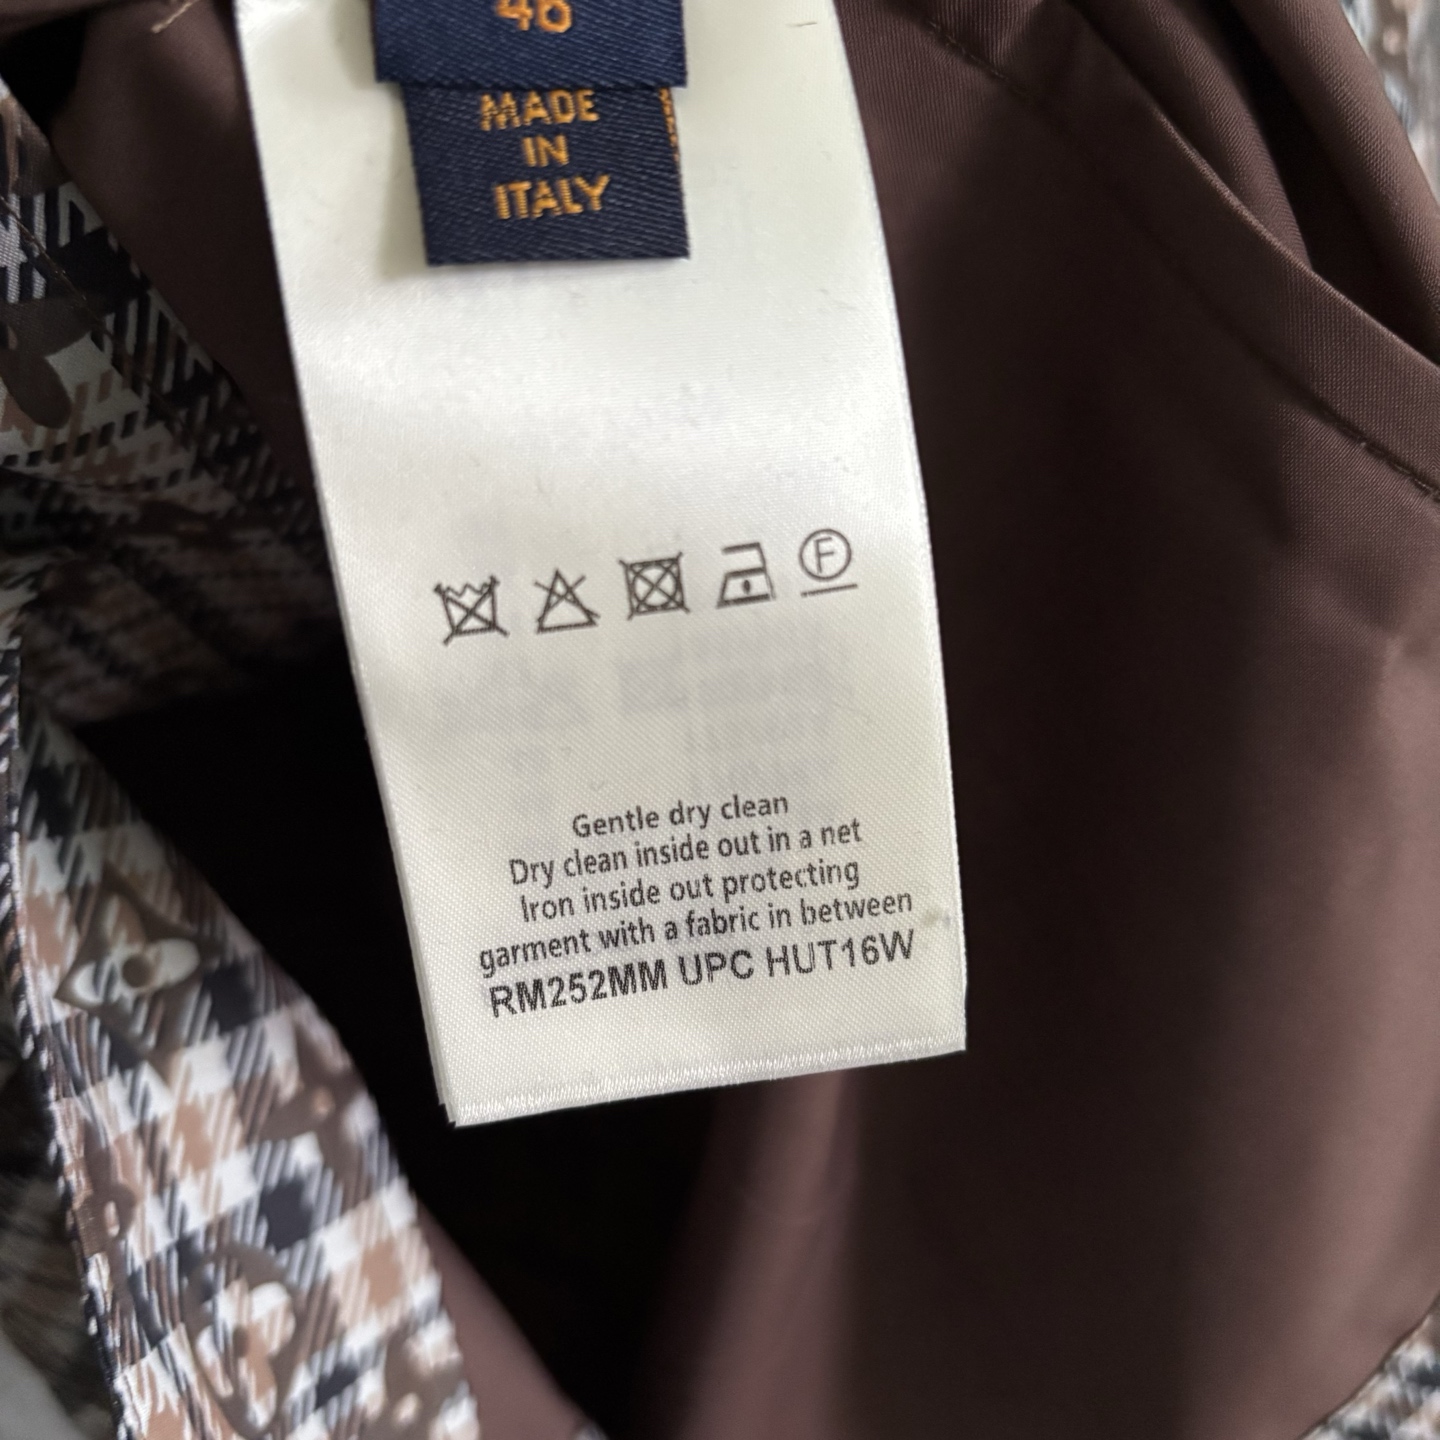 46
MADE
IN
ITALY
F
Gentle dry clean
Dry clean inside out in a net
Iron inside out protecting
garment with a fabric in between
RM252MM UPC HUT16W